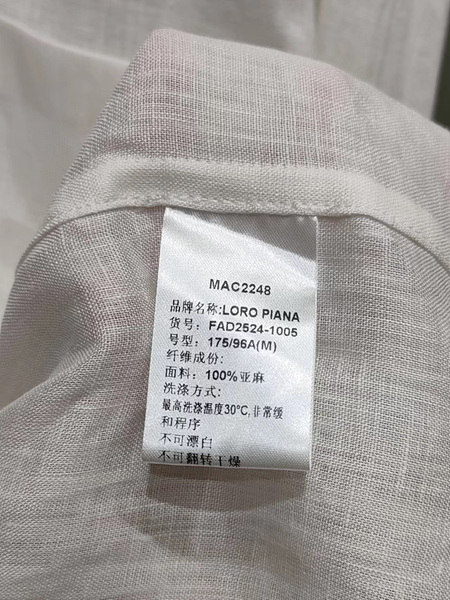 MAC2248
品牌名称:LORO PIANA
货号: FAD2524-1005
号型: 175/96A(M)
纤维成份:
面料: 100%亚麻
洗涤方式:
最高洗涤温度30°C,非常缓
和程序
不可漂白
不可翻转干燥